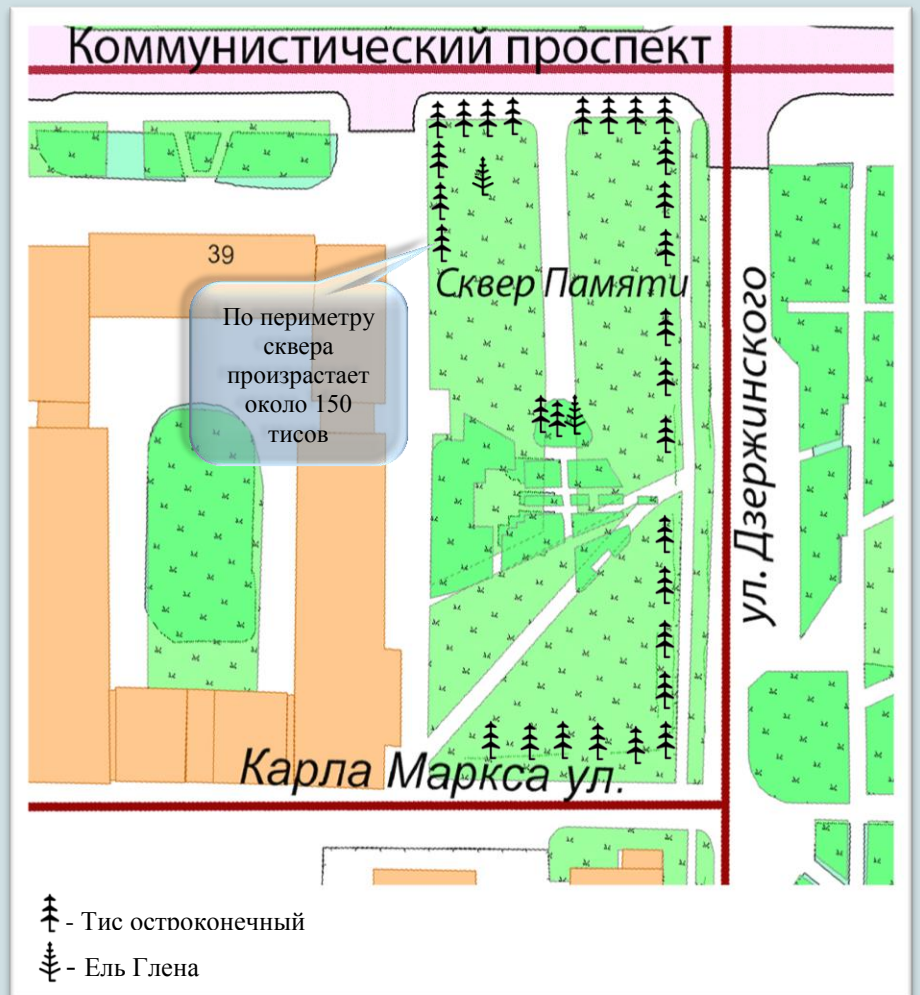 Коммунистический проспект
39
Сквер Памяти
По периметру
сквера
произрастает
около 150
тисов
ул. Дзержинского
Карла Маркса ул.
- Тис остроконечный
- Ель Глена